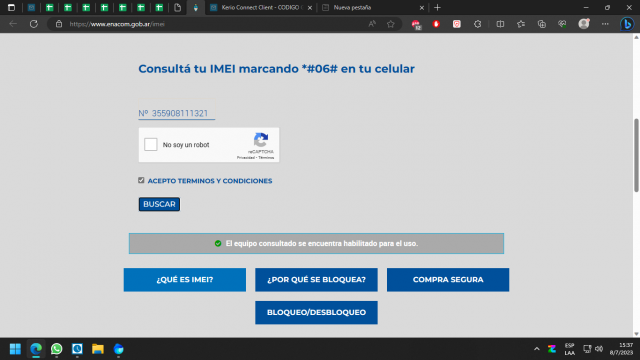 Kerio Connect Client - CODIGO
Nueva pestaña
https://www.enacom.gob.ar/imei
Consultá tu IMEI marcando *#06# en tu celular
Nº 355908111321
No soy un robot
reCAPTCHA
Privacidad - Términos
ACEPTO TERMINOS Y CONDICIONES
BUSCAR
El equipo consultado se encuentra habilitado para el uso.
¿QUÉ ES IMEI?
¿POR QUÉ SE BLOQUEA?
COMPRA SEGURA
BLOQUEO/DESBLOQUEO
ESP
LAA
15:37
8/7/2023